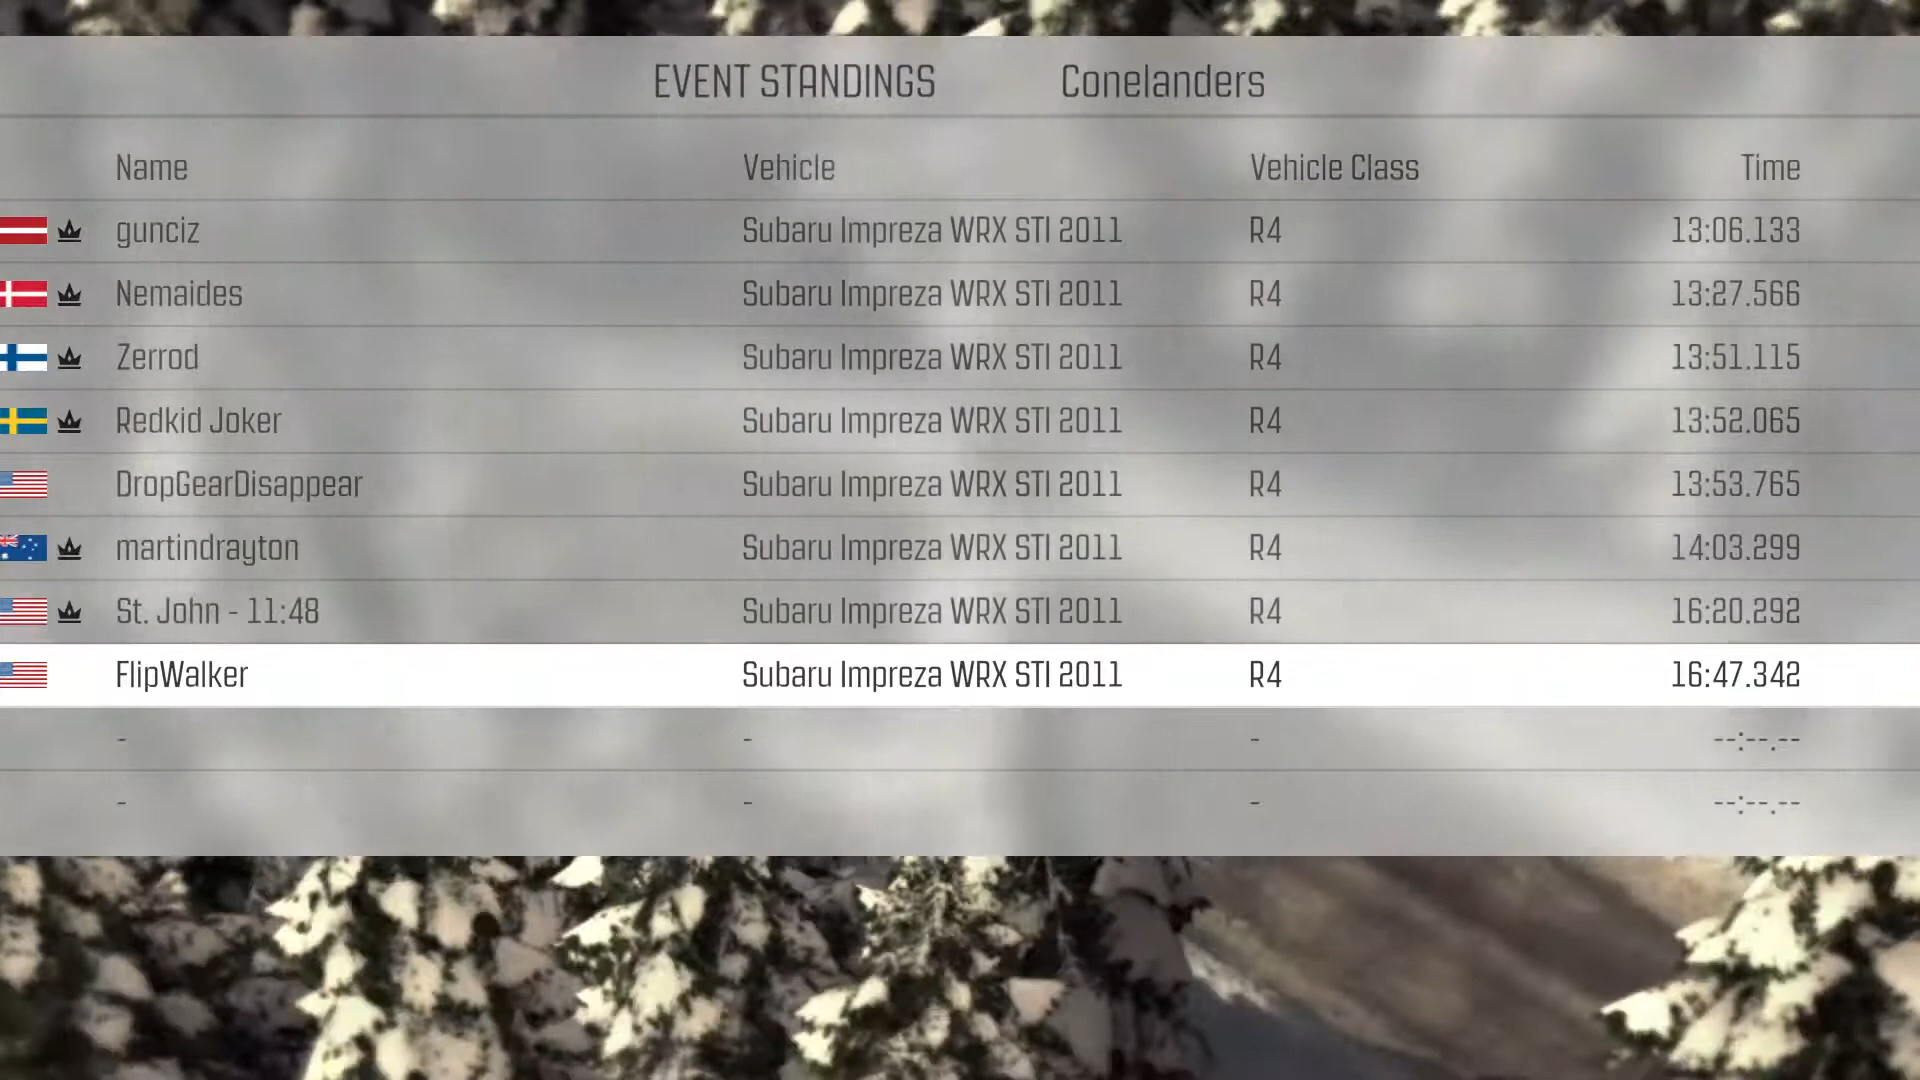 EVENT STANDINGS Conelanders
Name Vehicle Vehicle Class Time
gunciz Subaru Impreza WRX STI 2011 R4 13:06.133
Nemaides Subaru Impreza WRX STI 2011 R4 13:27.566
Zerrod Subaru Impreza WRX STI 2011 R4 13:51.115
Redkid Joker Subaru Impreza WRX STI 2011 R4 13:52.065
DropGearDisappear Subaru Impreza WRX STI 2011 R4 13:53.765
martindrayton Subaru Impreza WRX STI 2011 R4 14:03.299
St. John - 11:48 Subaru Impreza WRX STI 2011 R4 16:20.292
FlipWalker Subaru Impreza WRX STI 2011 R4 16:47.342
- - - --:--.--
- - - --:--.--